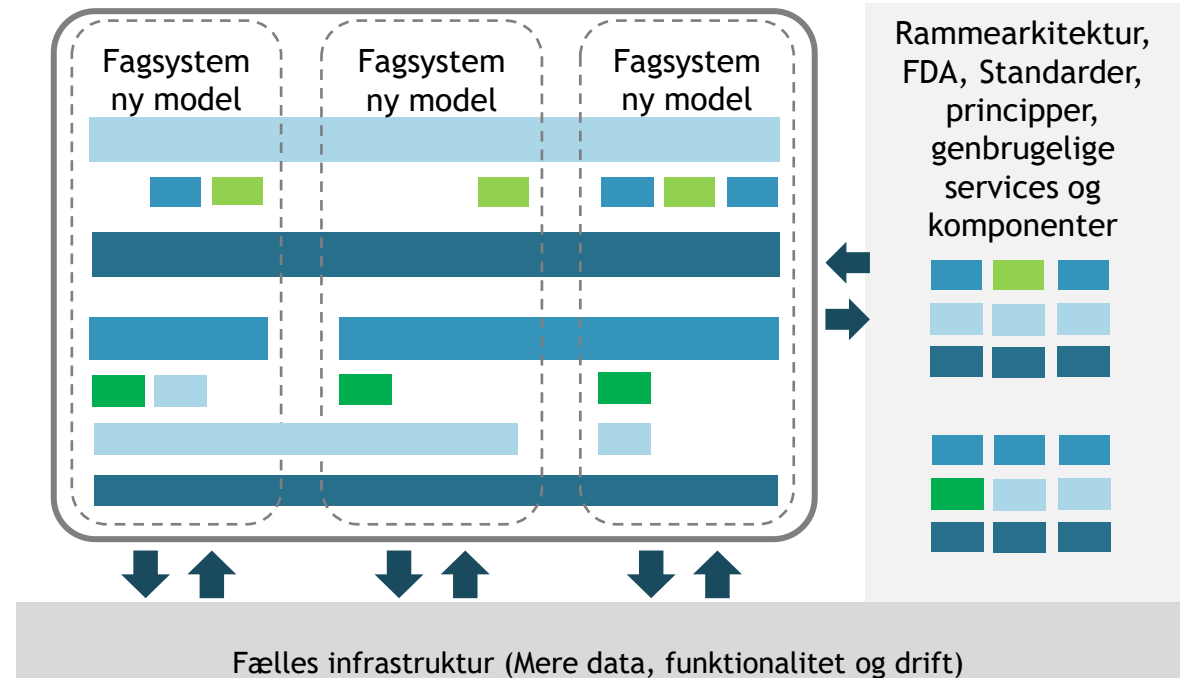 Fagsystem
ny model
Fagsystem
ny model
Fagsystem
ny model
Rammearkitektur,
FDA, Standarder,
principper,
genbrugelige
services og
komponenter
Fælles infrastruktur (Mere data, funktionalitet og drift)